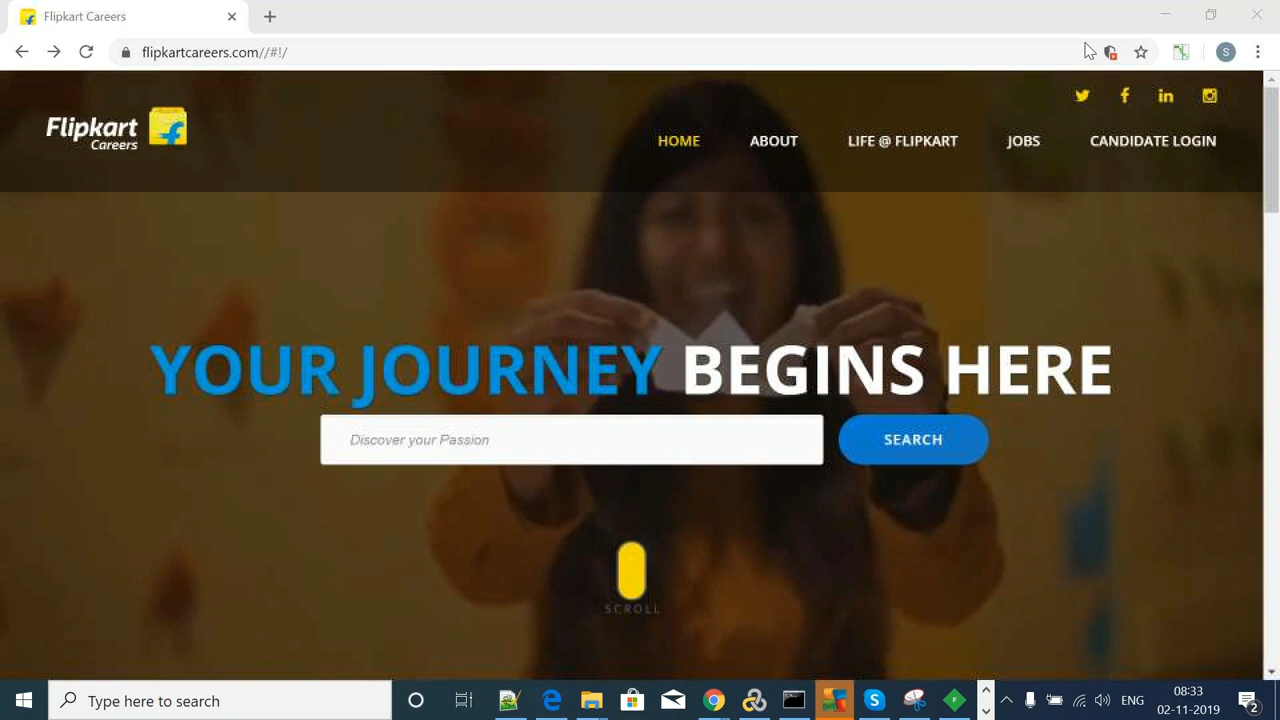 Flipkart Careers
flipkartcareers.com//#!/
S
Flipkart
Careers
HOME ABOUT LIFE @ FLIPKART JOBS CANDIDATE LOGIN
YOUR JOURNEY BEGINS HERE
Discover your Passion
SEARCH
SCROLL
Type here to search
ENG
08:33
02-11-2019
2